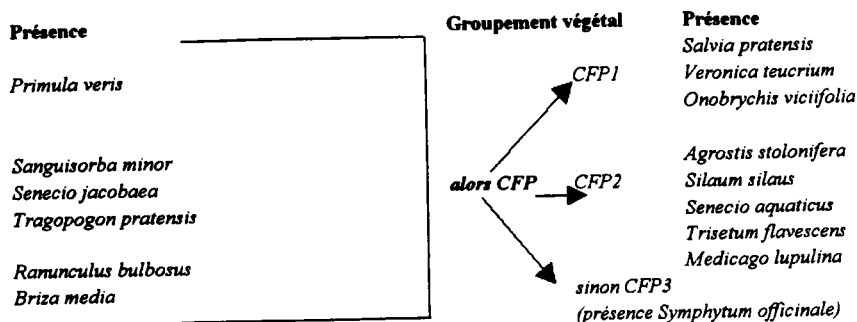 Présence
Primula veris
Sanguisorba minor
Senecio jacobaea
Tragopogon pratensis
Ranunculus bulbosus
Briza media
Groupement végétal
CFP1
alors CFP
CFP2
sinon CFP3
(présence Symphytum officinale)
Présence
Salvia pratensis
Veronica teucrium
Onobrychis viciifolia
Agrostis stolonifera
Silaum silaus
Senecio aquaticus
Trisetum flavescens
Medicago lupulina